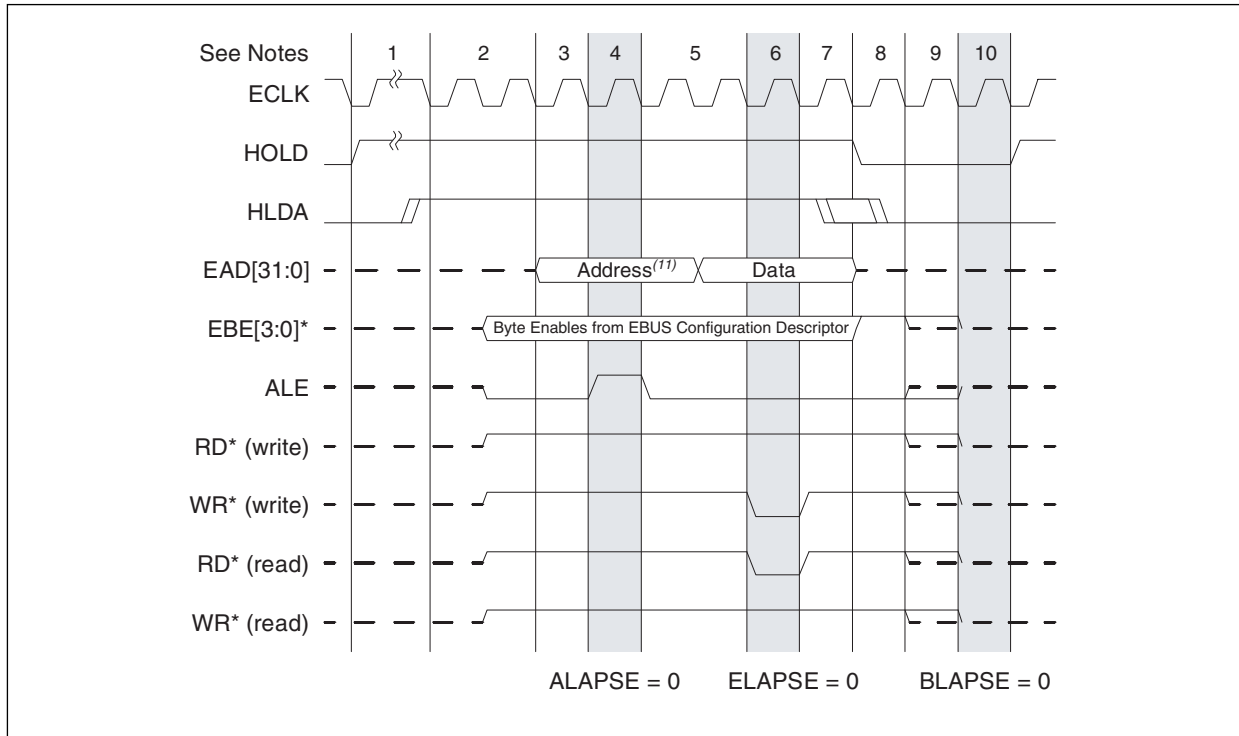 See Notes 1 2 3 4 5 6 7 8 9 10
ECLK
HOLD
HLDA
EAD[31:0] Address(11) Data
EBE[3:0]* Byte Enables from EBUS Configuration Descriptor
ALE
RD* (write)
WR* (write)
RD* (read)
WR* (read)
ALAPSE = 0 ELAPSE = 0 BLAPSE = 0